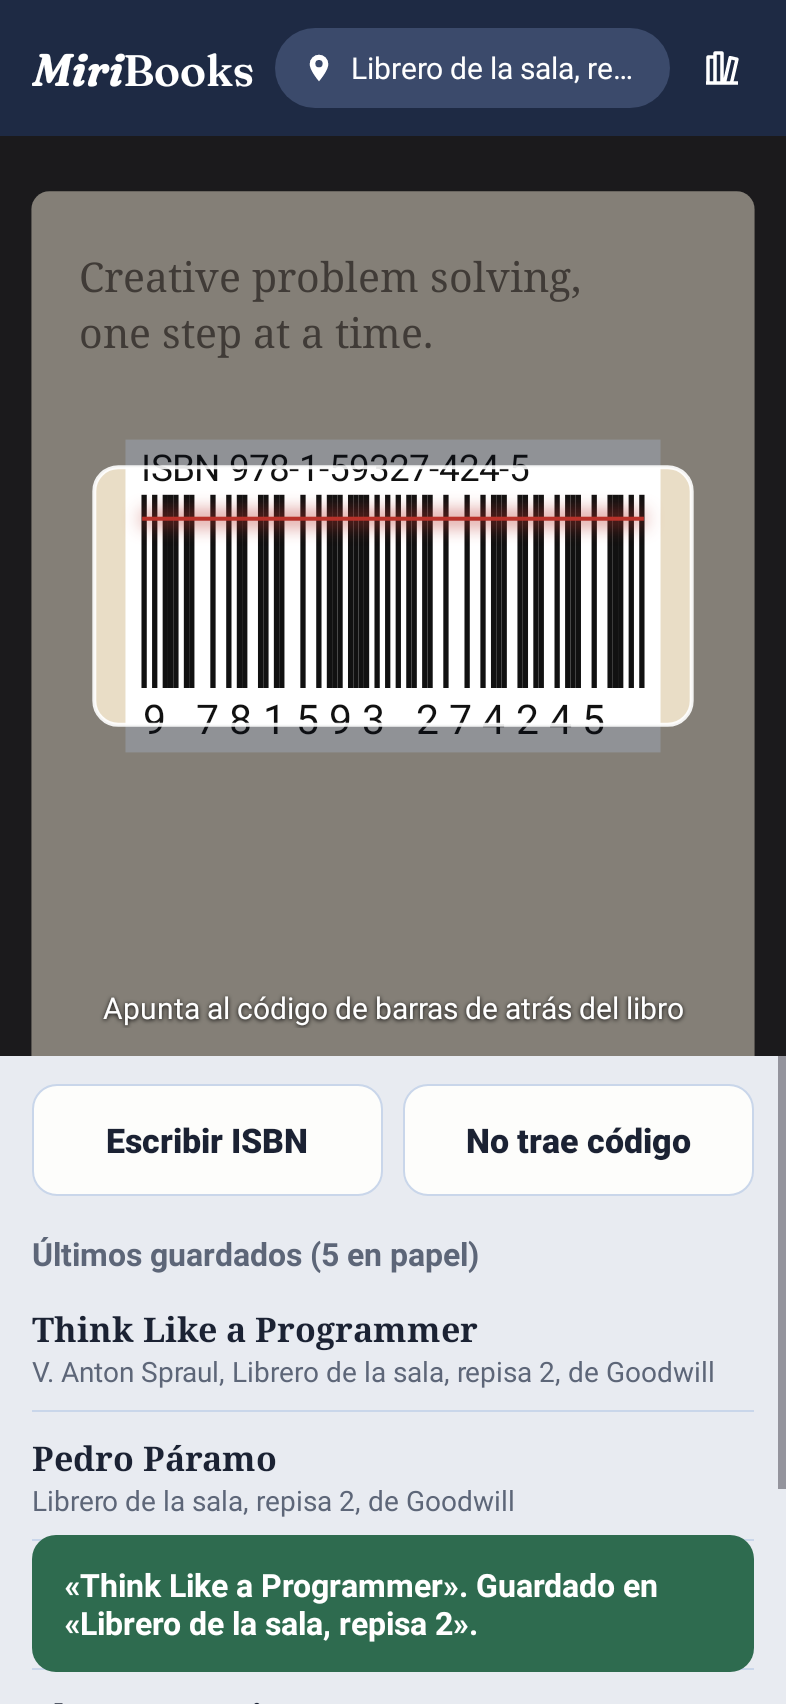 MiriBooks
Librero de la sala, re...
Creative problem solving,
one step at a time.
ISBN 978-1-59327-424-5
9 781593 274245
Apunta al código de barras de atrás del libro
Escribir ISBN
No trae código
Últimos guardados (5 en papel)
Think Like a Programmer
V. Anton Spraul, Librero de la sala, repisa 2, de Goodwill
Pedro Páramo
Librero de la sala, repisa 2, de Goodwill
«Think Like a Programmer». Guardado en
«Librero de la sala, repisa 2».